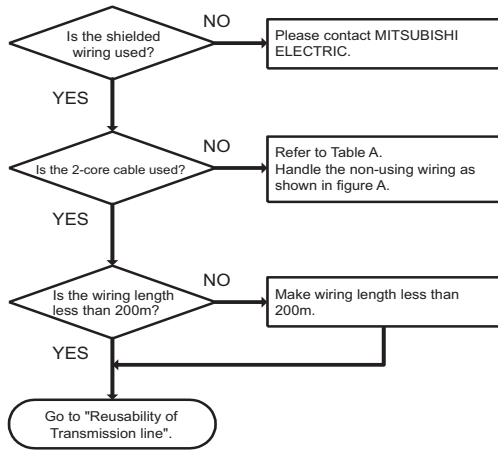 Is the shielded
wiring used?
NO
Please contact MITSUBISHI
ELECTRIC.
YES
Is the 2-core cable used?
NO
Refer to Table A.
Handle the non-using wiring as
shown in figure A.
YES
Is the wiring length
less than 200m?
NO
Make wiring length less than
200m.
YES
Go to "Reusability of
Transmission line".